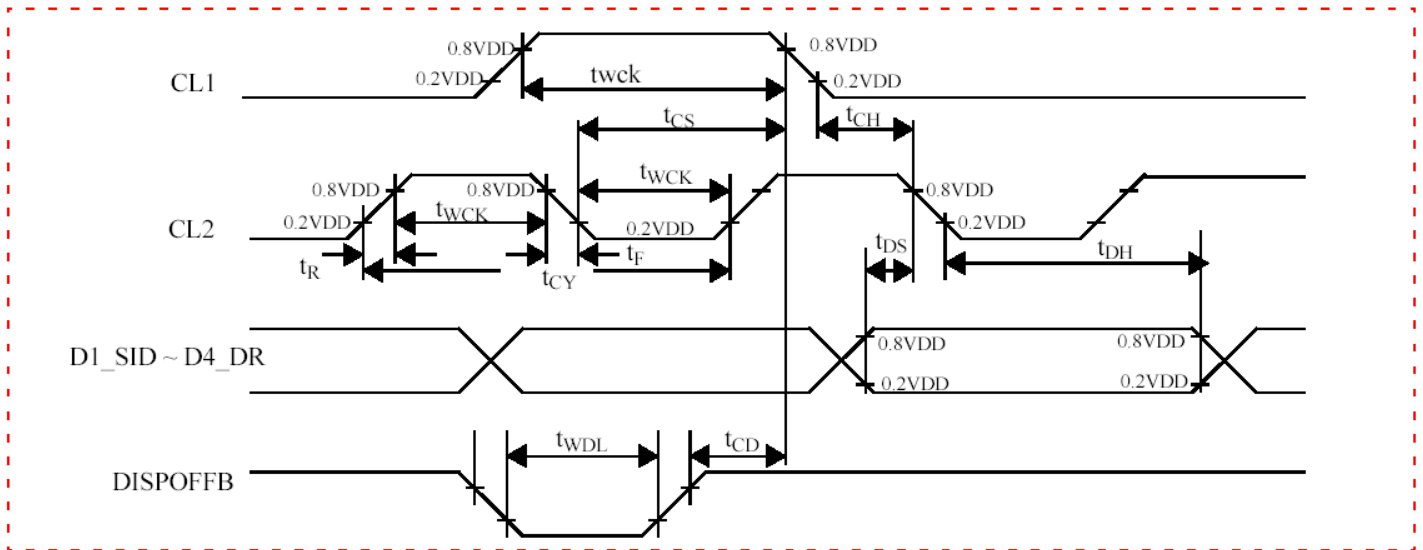 0.8VDD 0.8VDD
CL1 0.2VDD twck 0.2VDD
tCS tCH
0.8VDD 0.8VDD tWCK 0.8VDD
CL2 0.2VDD tWCK 0.2VDD 0.2VDD
tR tCY tF tDS tDH
D1_SID ~ D4_DR 0.8VDD 0.8VDD
0.2VDD 0.2VDD
tWDL tCD
DISPOFFB